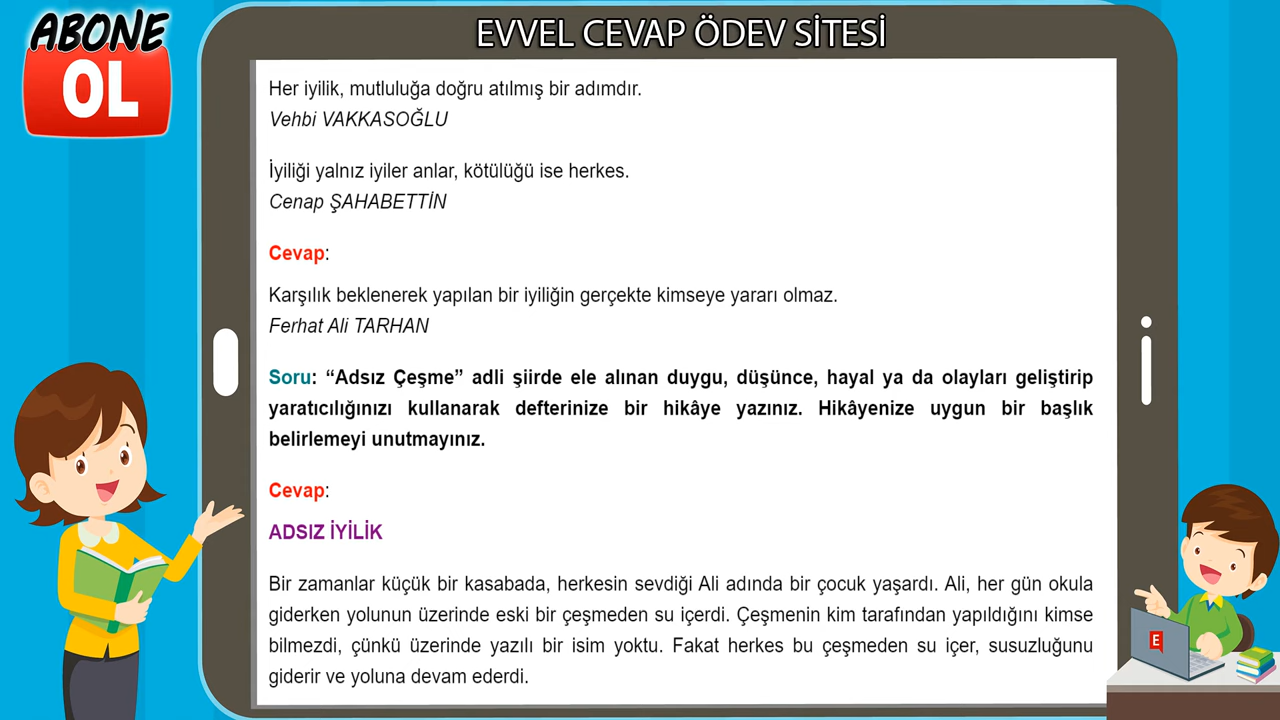 ABONE
OL
EVVEL CEVAP ÖDEV SİTESİ
Her iyilik, mutluluğa doğru atılmış bir adımdır.
Vehbi VAKKASOĞLU
İyiliği yalnız iyiler anlar, kötülüğü ise herkes.
Cenap ŞAHABETTİN
Cevap:
Karşılık beklenerek yapılan bir iyiliğin gerçekte kimseye yararı olmaz.
Ferhat Ali TARHAN
Soru: “Adsız Çeşme” adli şiirde ele alınan duygu, düşünce, hayal ya da olayları geliştirip
yaratıcılığınızı kullanarak defterinize bir hikâye yazınız. Hikâyenize uygun bir başlık
belirlemeyi unutmayınız.
Cevap:
ADSIZ İYİLİK
Bir zamanlar küçük bir kasabada, herkesin sevdiği Ali adında bir çocuk yaşardı. Ali, her gün okula
giderken yolunun üzerinde eski bir çeşmeden su içerdi. Çeşmenin kim tarafından yapıldığını kimse
bilmezdi, çünkü üzerinde yazılı bir isim yoktu. Fakat herkes bu çeşmeden su içer, susuzluğunu
giderir ve yoluna devam ederdi.
E